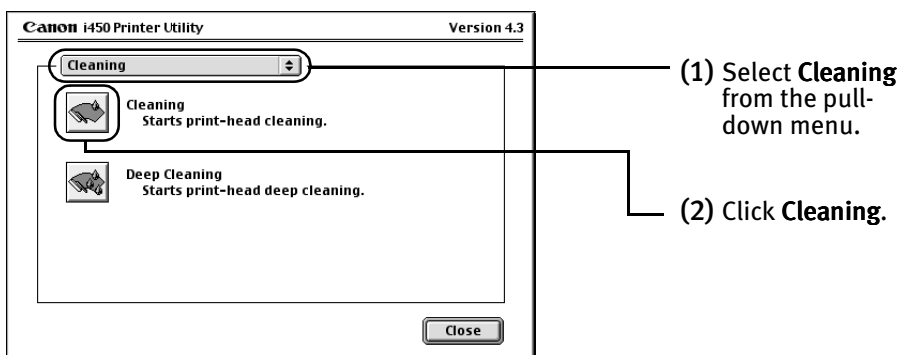 Canon i450 Printer Utility Version 4.3
Cleaning
Cleaning
Starts print-head cleaning.
Deep Cleaning
Starts print-head deep cleaning.
Close
(1) Select Cleaning
from the pull-
down menu.
(2) Click Cleaning.